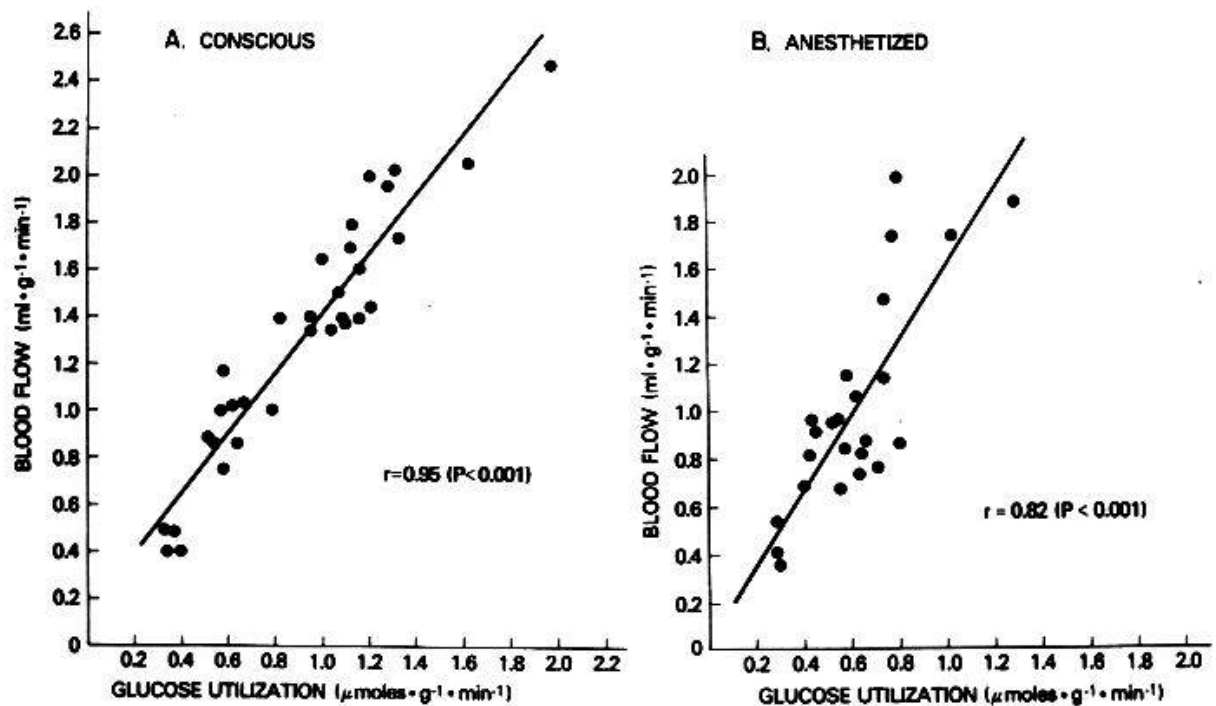 A. CONSCIOUS
2.6
2.4
2.2
2.0
1.8
1.6
1.4
1.2
1.0
0.8
0.6
0.4
0.2
0
BLOOD FLOW (ml•g-1•min-1)
r=0.95 (P<0.001)
0.2 0.4 0.6 0.8 1.0 1.2 1.4 1.6 1.8 2.0 2.2
GLUCOSE UTILIZATION (μmoles•g-1•min-1)
B. ANESTHETIZED
2.0
1.8
1.6
1.4
1.2
1.0
0.8
0.6
0.4
0.2
0
BLOOD FLOW (ml•g-1•min-1)
r = 0.82 (P < 0.001)
0.2 0.4 0.6 0.8 1.0 1.2 1.4 1.6 1.8 2.0
GLUCOSE UTILIZATION (μmoles•g-1•min-1)